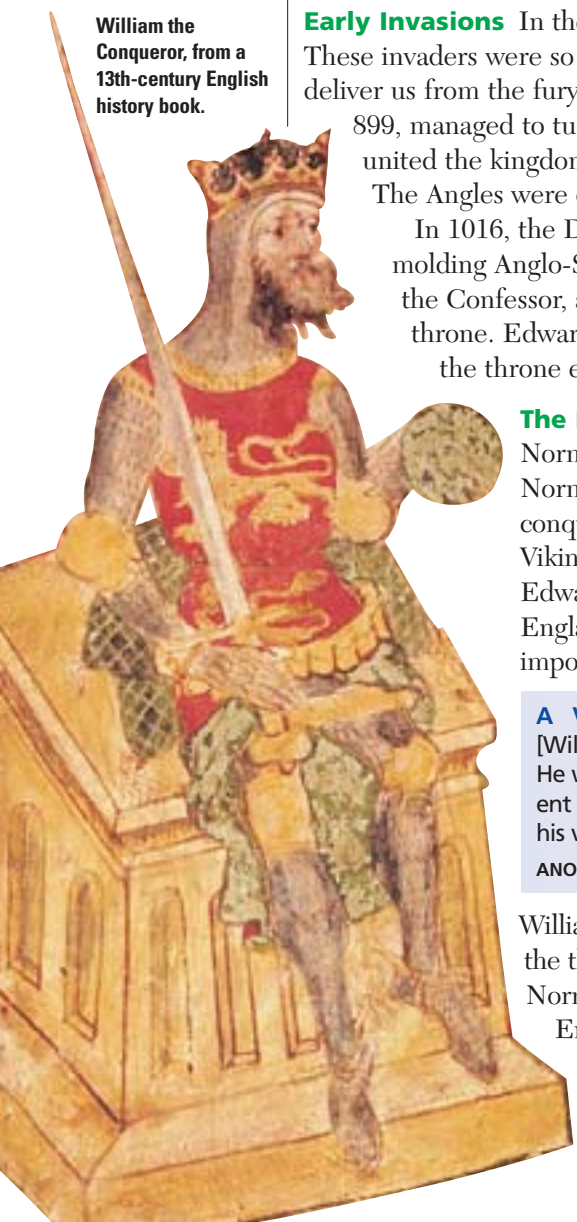 William the
Conqueror, from a
13th-century English
history book.
Early Invasions In the
These invaders were so
deliver us from the fury
899, managed to tu
united the kingdom
The Angles were
In 1016, the D
molding Anglo-S
the Confessor,
throne. Edwar
the throne e
The
Norm
Norm
conq
Vikin
Edwa
Engla
impo
A V
[Wil
He w
ent
his v
ANO
Willia
the t
Norm
En